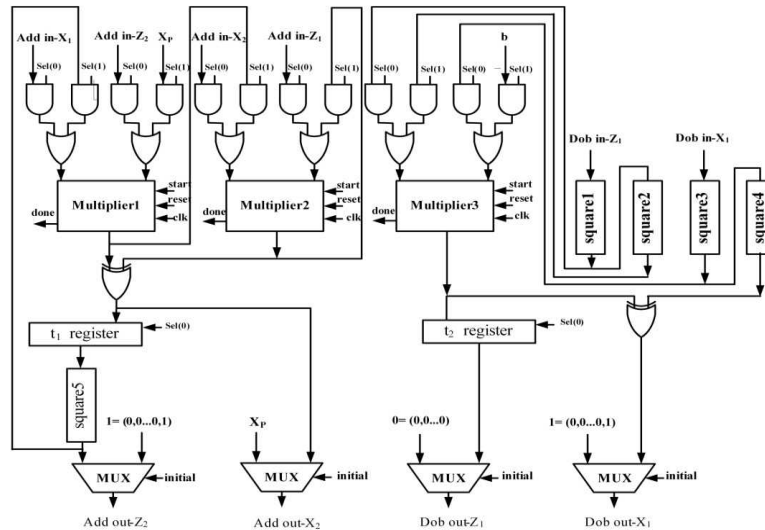 Add in-X1 Add in-Z2 XP Add in-X2 Add in-Z1 b
Sel(0) Sel(1) Sel(0) Sel(1) Sel(0) Sel(1) Sel(0) Sel(1) Sel(0) Sel(1) Sel(0) Sel(1)
Dob in-Z1 Dob in-X1
square1 square2 square3 square4
Multiplier1 start reset clk done
Multiplier2 start reset clk done
Multiplier3 start reset clk done
t1 register Sel(0)
t2 register Sel(0)
square5
1= (0,0...0,1) XP 0= (0,0...0) 1= (0,0...0,1)
MUX initial MUX initial MUX initial MUX initial
Add out-Z2 Add out-X2 Dob out-Z1 Dob out-X1